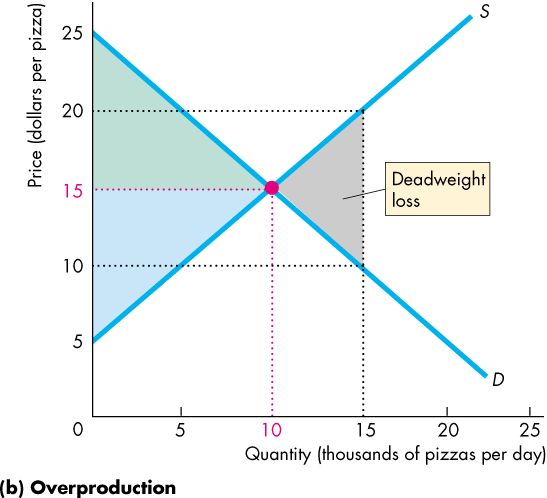 Price (dollars per pizza)
25
20
15
10
5
0
5
10
15
20
25
S
D
Deadweight
loss
Quantity (thousands of pizzas per day)
(b) Overproduction